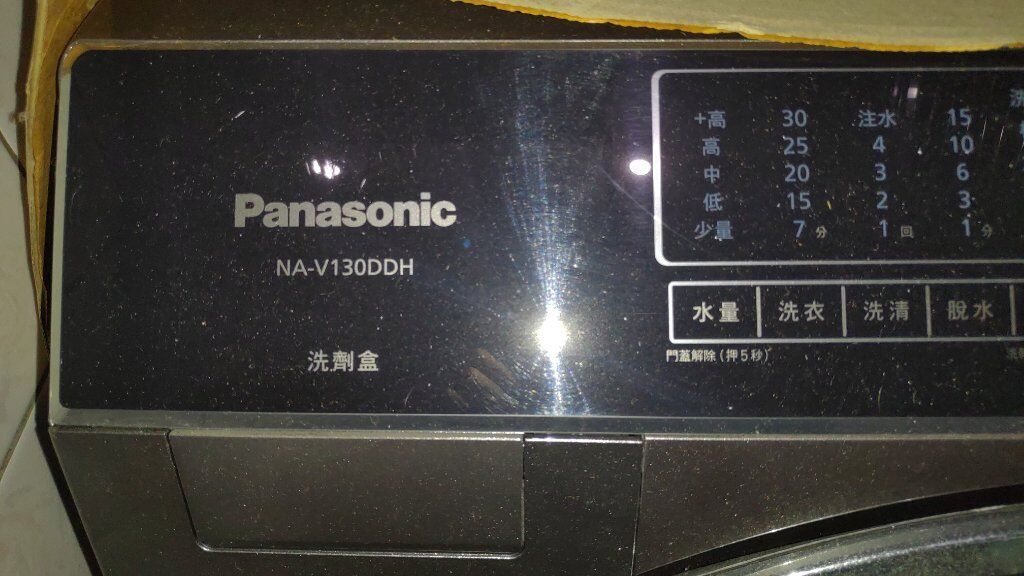 Panasonic
NA-V130DDH
洗劑盒
+高 30 注水 15
高 25 4 10
中 20 3 6
低 15 2 3
少量 7分 1回 1分
水量 洗衣 洗清 脫水
門蓋解除(押5秒)